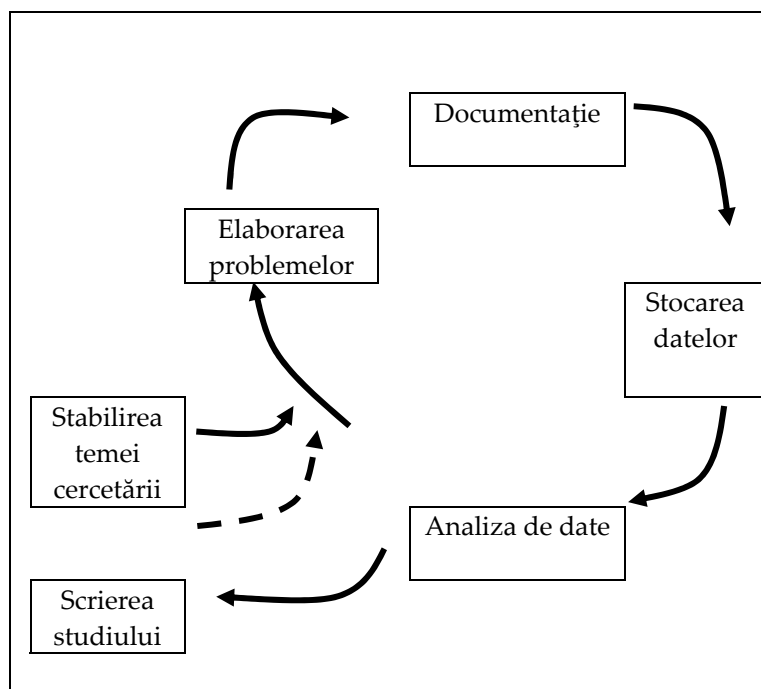 Documentaţie
Elaborarea
problemelor
Stocarea
datelor
Stabilirea
temei
cercetării
Analiza de date
Scrierea
studiului